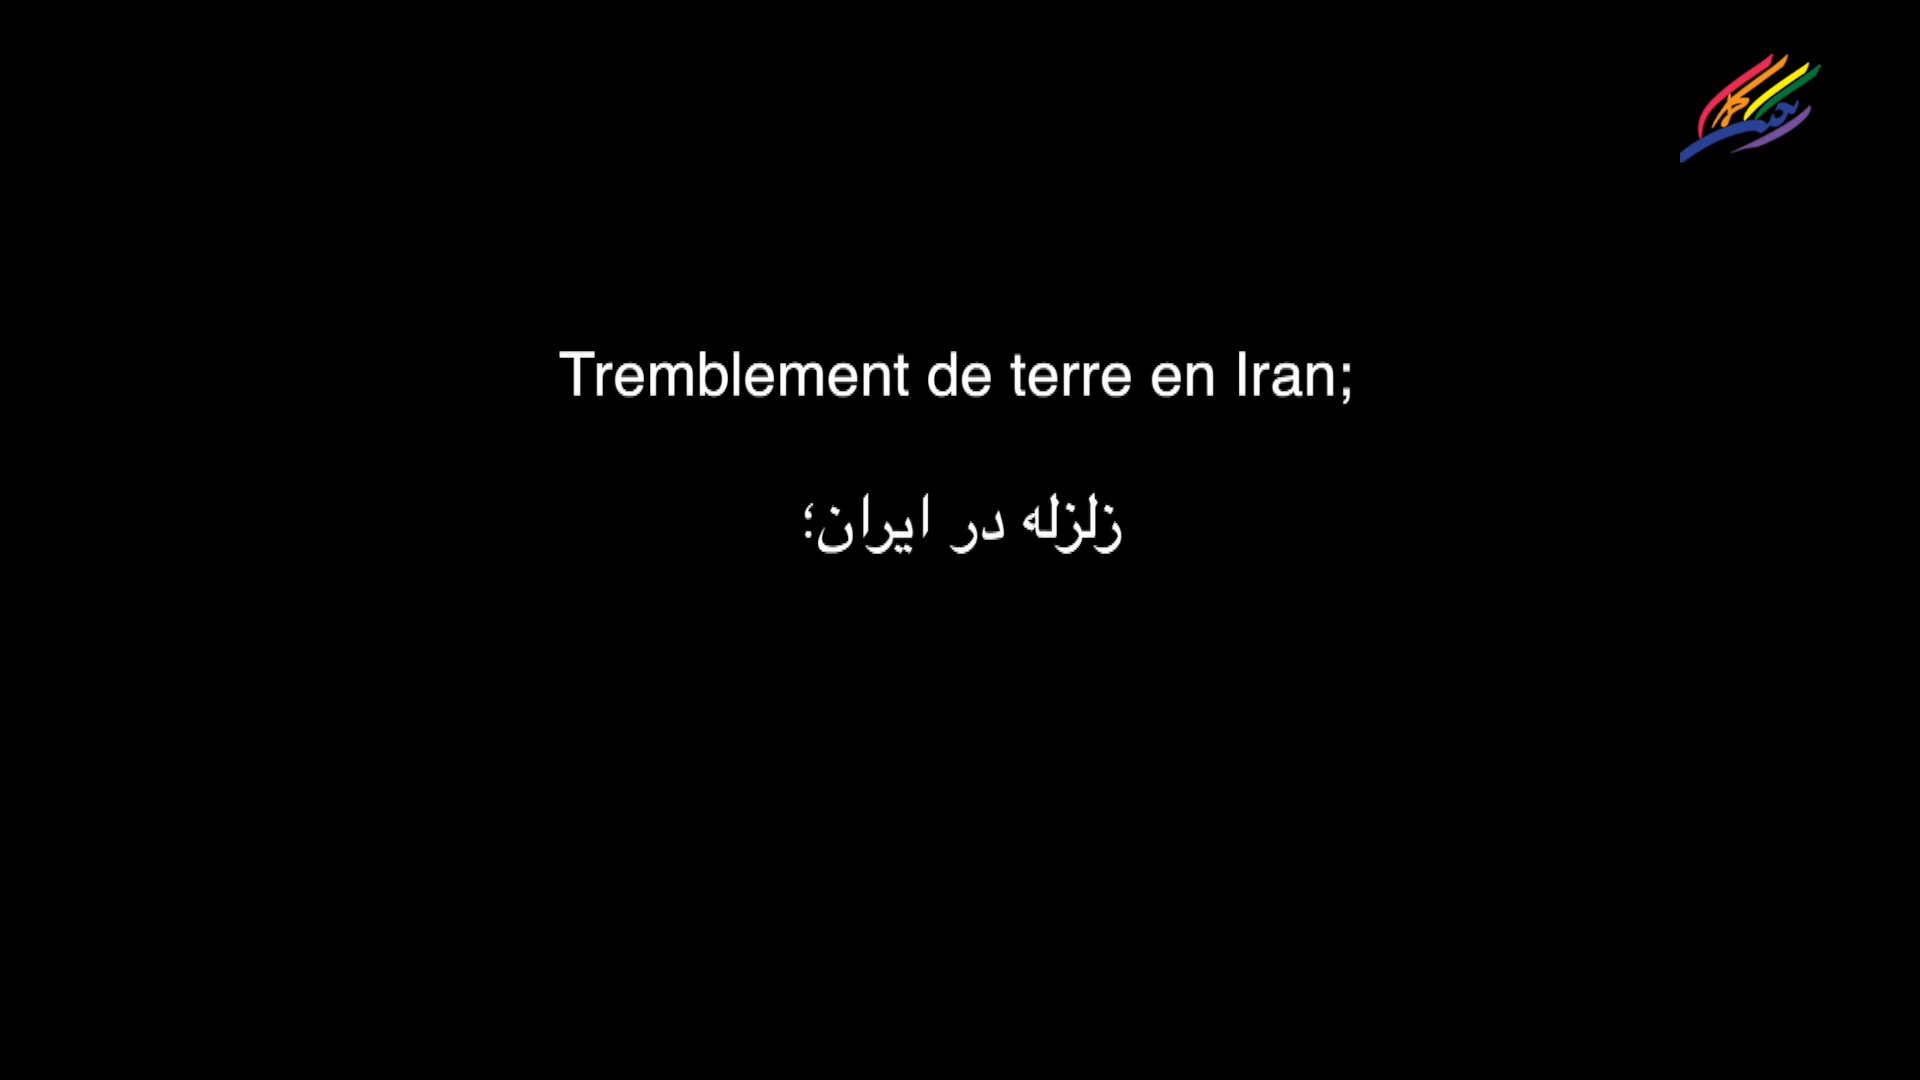 Tremblement de terre en Iran;
زلزله در ایران؛